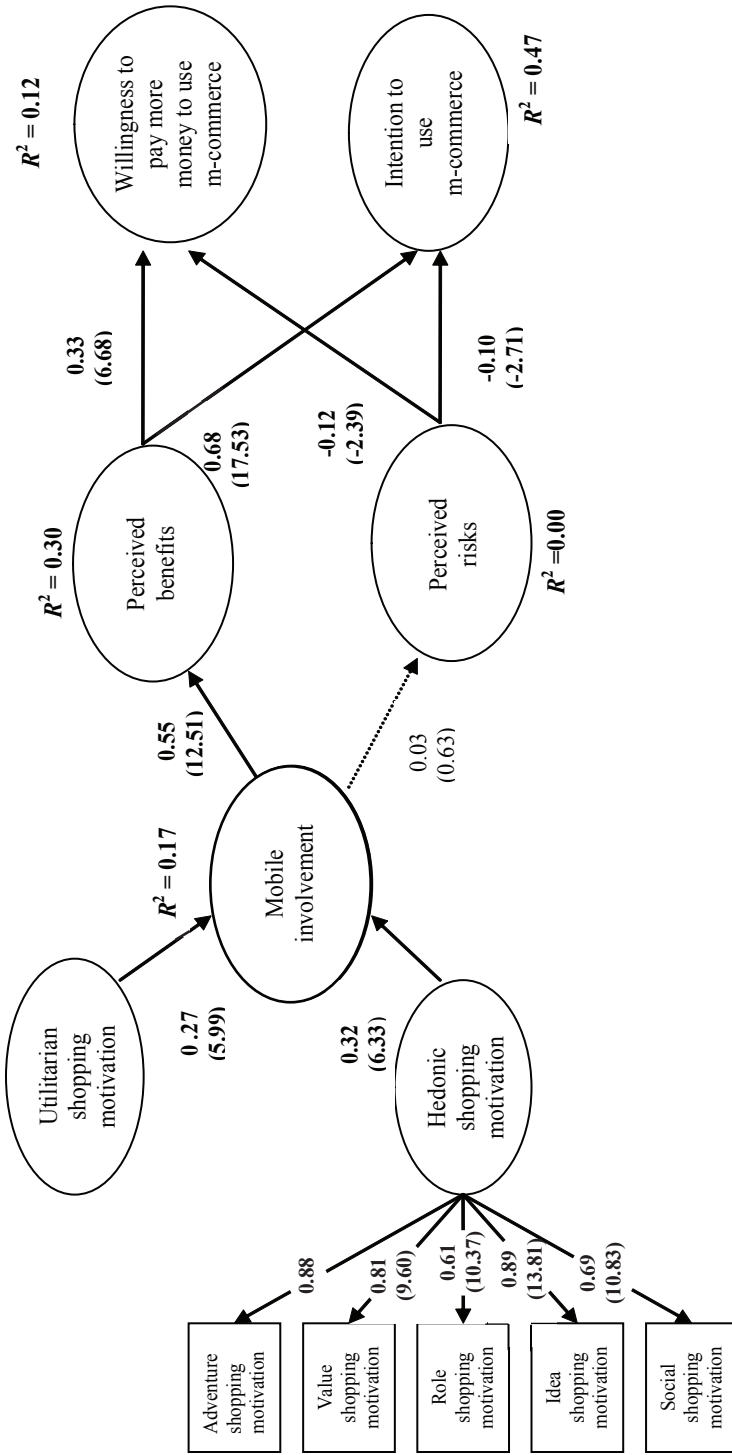 Adventure
shopping
motivation
Value
shopping
motivation
Role
shopping
motivation
Idea
shopping
motivation
Social
shopping
motivation
0.88
0.81
(9.60)
0.61
(10.37)
0.89
(13.81)
0.69
(10.83)
Utilitarian
shopping
motivation
Hedonic
shopping
motivation
0.27
(5.99)
0.32
(6.33)
R² = 0.17
Mobile
involvement
0.55
(12.51)
0.03
(0.63)
R² = 0.30
Perceived
benefits
Perceived
risks
R² =0.00
0.33
(6.68)
0.68
(17.53)
-0.12
(-2.39)
-0.10
(-2.71)
R² = 0.12
Willingness to
pay more
money to use
m-commerce
Intention to
use
m-commerce
R² = 0.47